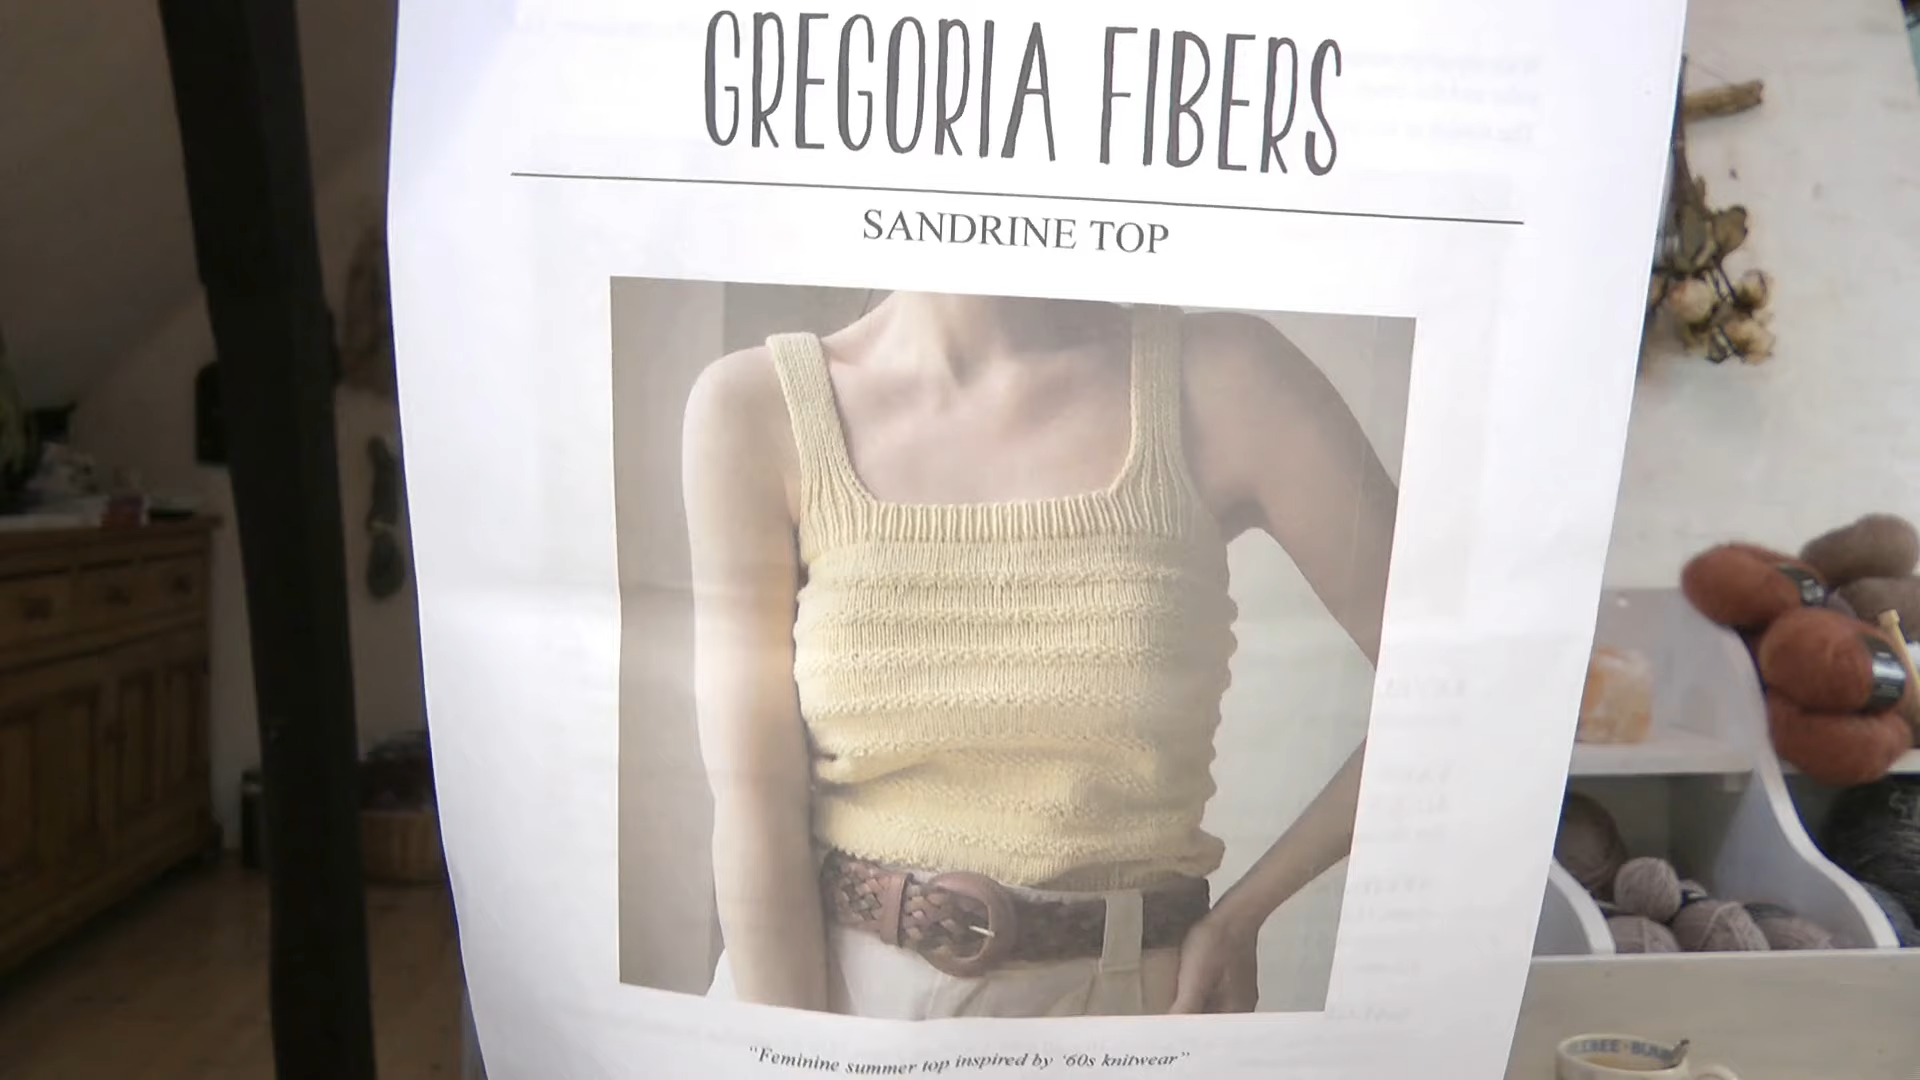 GREGORIA FIBERS
SANDRINE TOP
"Feminine summer top inspired by '60s knitwear"